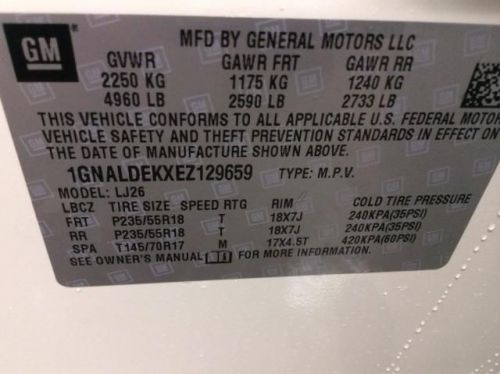 GM
MFD BY GENERAL MOTORS LLC
GVWR GAWR FRT GAWR RR
2250 KG 1175 KG 1240 KG
4960 LB 2590 LB 2733 LB
THIS VEHICLE CONFORMS TO ALL APPLICABLE U.S. FEDERAL MOTOR
VEHICLE SAFETY AND THEFT PREVENTION STANDARDS IN EFFECT ON
THE DATE OF MANUFACTURE SHOWN ABOVE.
1GNALDEKXEZ129659 TYPE: M.P.V.
MODEL: LJ26
LBCZ TIRE SIZE SPEED RTG RIM COLD TIRE PRESSURE
FRT P235/55R18 T 18X7J 240KPA(35PSI)
RR P235/55R18 T 18X7J 240KPA(35PSI)
SPA T145/70R17 M 17X4.5T 420KPA(60PSI)
SEE OWNER'S MANUAL FOR MORE INFORMATION.